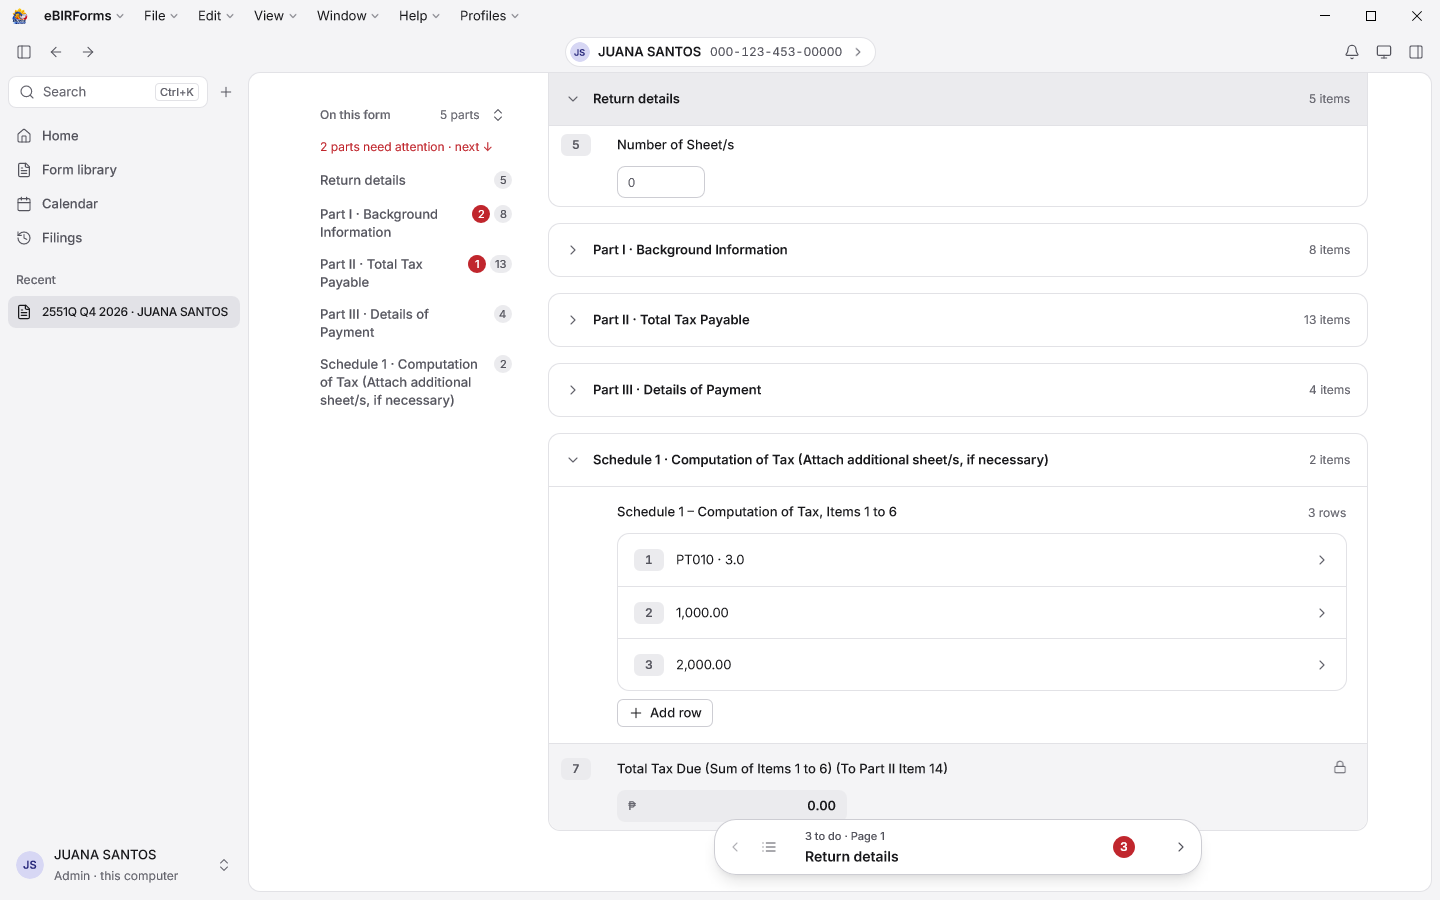 eBIRForms
File
Edit
View
Window
Help
Profiles
JS
JUANA SANTOS
000-123-453-00000
Search
Ctrl+K
Home
Form library
Calendar
Filings
Recent
2551Q Q4 2026 · JUANA SANTOS
JS
JUANA SANTOS
Admin · this computer
On this form
5 parts
2 parts need attention · next ↓
Return details
5
Part I · Background
Information
2
8
Part II · Total Tax
Payable
1
13
Part III · Details of
Payment
4
Schedule 1 · Computation
of Tax (Attach additional
sheet/s, if necessary)
2
Return details
5 items
5
Number of Sheet/s
0
Part I · Background Information
8 items
Part II · Total Tax Payable
13 items
Part III · Details of Payment
4 items
Schedule 1 · Computation of Tax (Attach additional sheet/s, if necessary)
2 items
Schedule 1 – Computation of Tax, Items 1 to 6
3 rows
1
PT010 · 3.0
2
1,000.00
3
2,000.00
Add row
7
Total Tax Due (Sum of Items 1 to 6) (To Part II Item 14)
₱
0.00
3 to do · Page 1
Return details
3